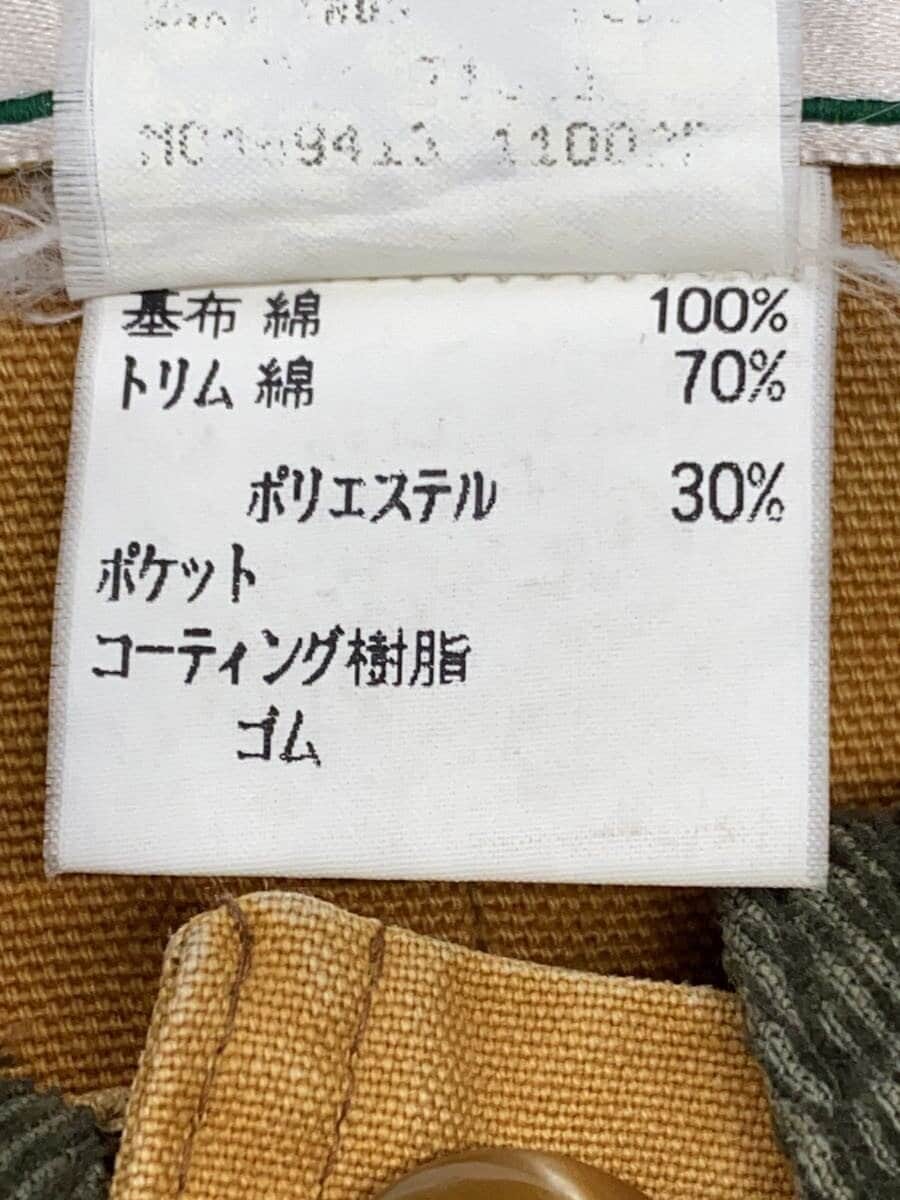 基布 綿 100%
トリム 綿 70%
ポリエステル 30%
ポケット
コーティング樹脂
ゴム